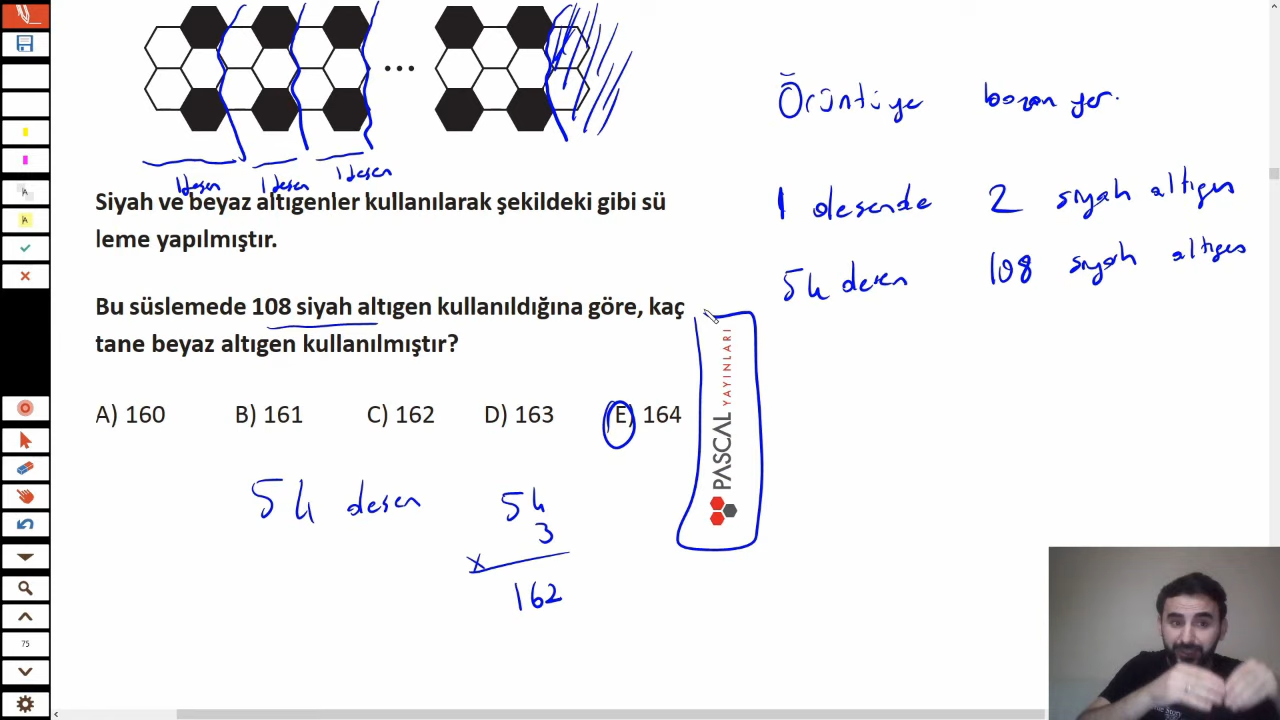 Örüntüye bozan yer.
1 desen 1 desen 1 desen
1 desende 2 siyah altıgen
54 desen 108 siyah altıgen
Siyah ve beyaz altıgenler kullanılarak şekildeki gibi sü
leme yapılmıştır.
Bu süslemede 108 siyah altıgen kullanıldığına göre, kaç
tane beyaz altıgen kullanılmıştır?
A) 160 B) 161 C) 162 D) 163 E) 164
PASCAL YAYINLARI
54 desen
54
3
x
162
75